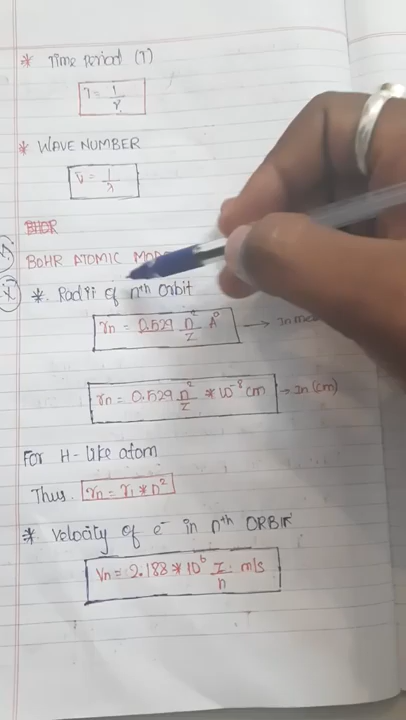 * Time Period (T)
T = 1/γ
* WAVE NUMBER
ν̄ = 1/λ
BOHR ATOMIC
* Radii of nth Orbit
rn = 0.529 n²/Z A° →
rn = 0.529 n²/Z * 10⁻⁸ cm → In (cm)
For H-like atom
Thus rn = r1 * n²
* Velocity of e⁻ in nth ORBIT
Vn = 2.188 * 10⁶ Z/n m/s